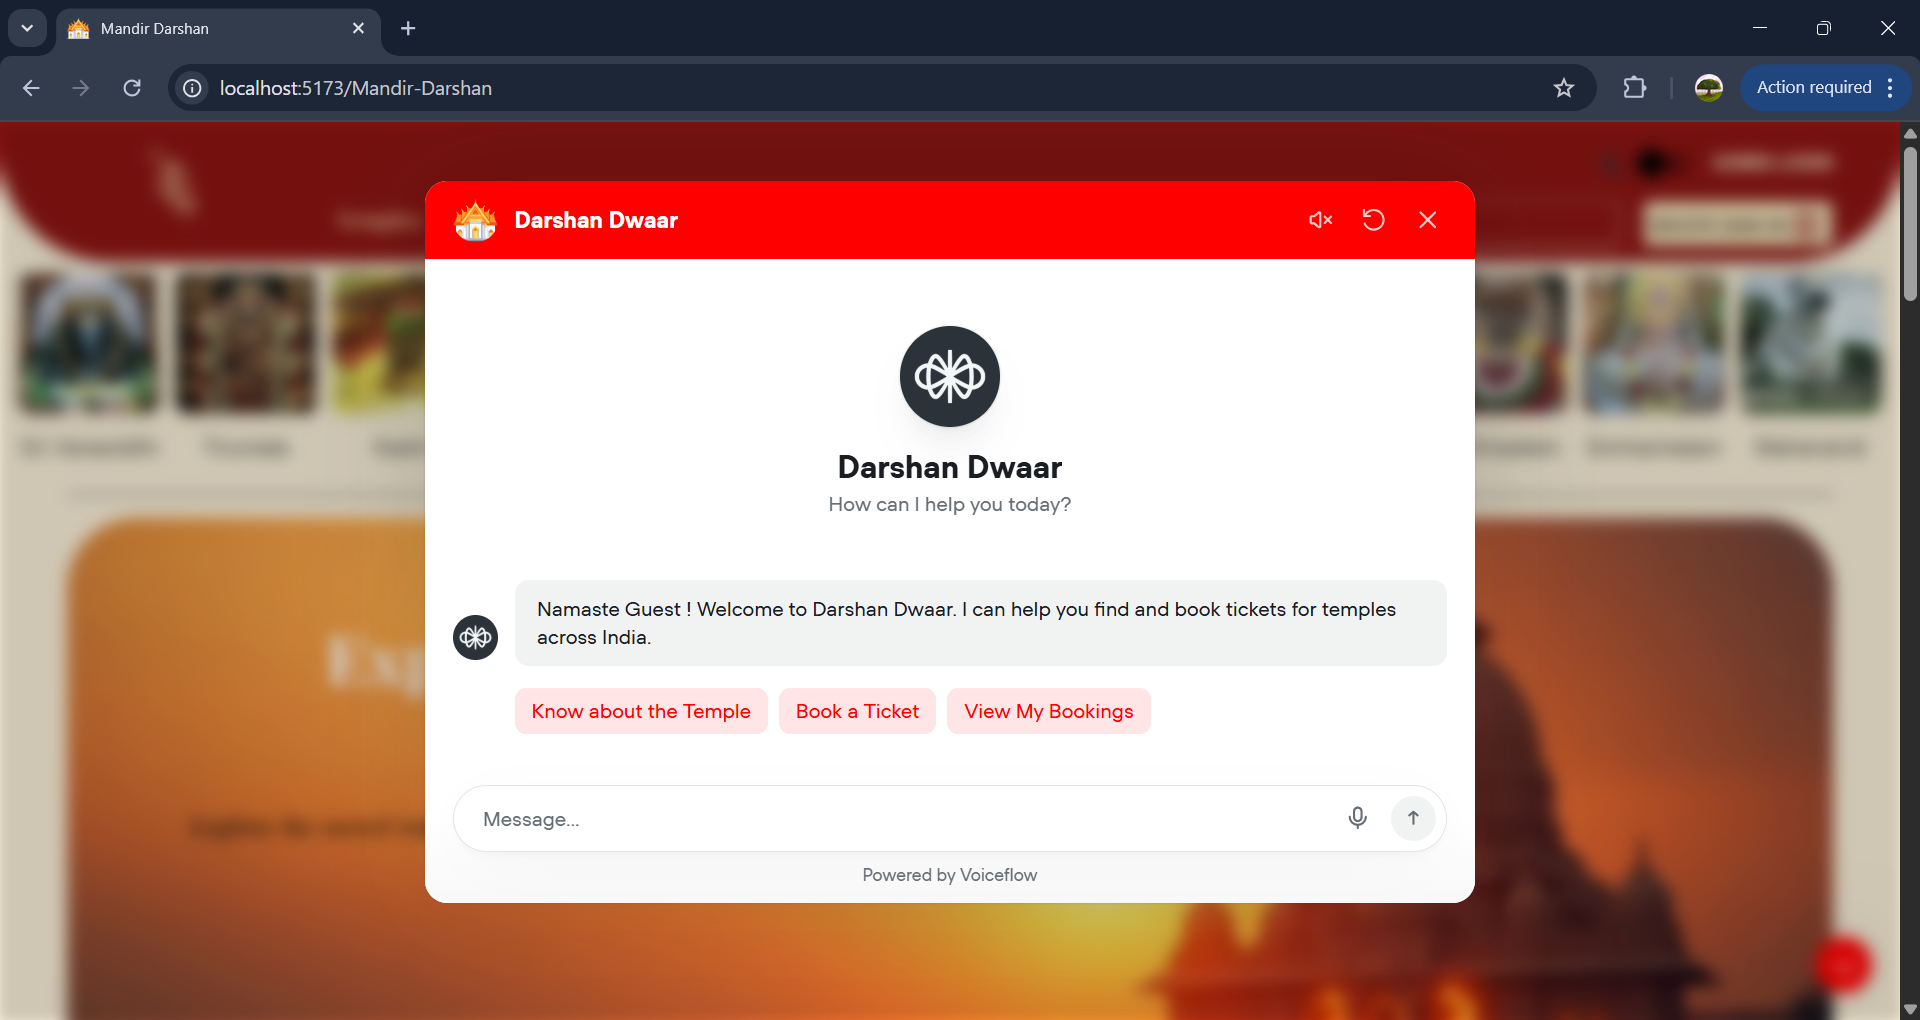 Mandir Darshan
localhost:5173/Mandir-Darshan
Action required
Darshan Dwaar
Darshan Dwaar
How can I help you today?
Namaste Guest ! Welcome to Darshan Dwaar. I can help you find and book tickets for temples
across India.
Know about the Temple
Book a Ticket
View My Bookings
Message...
Powered by Voiceflow